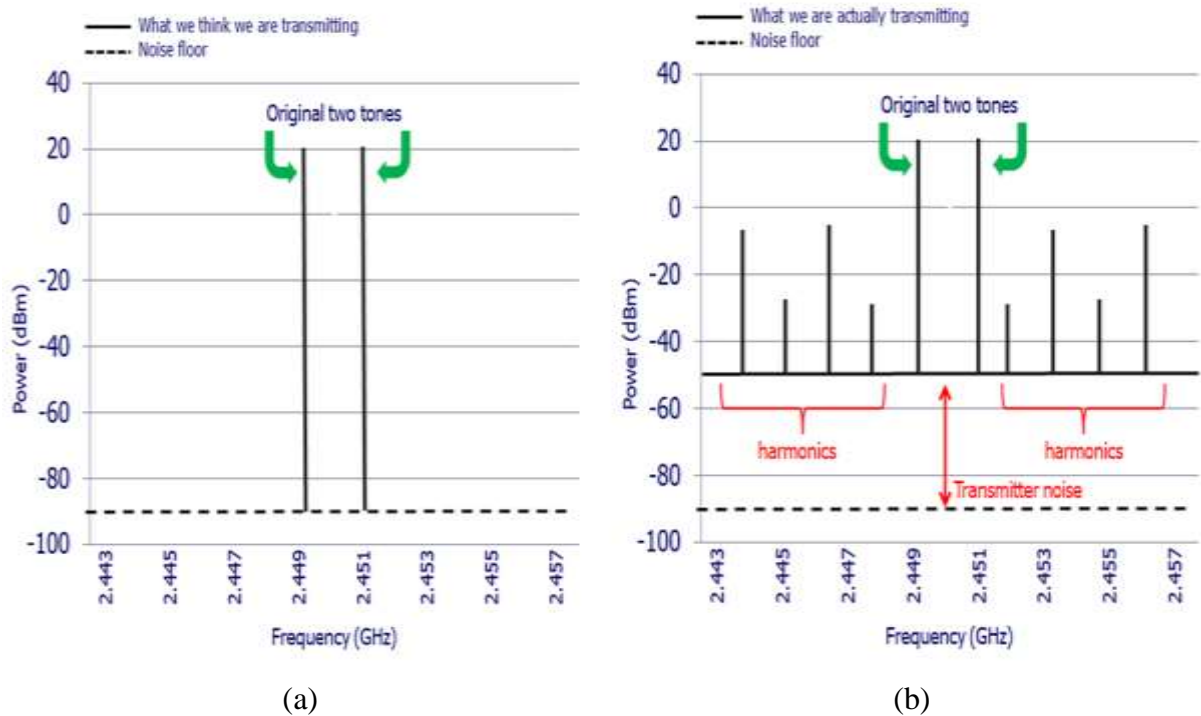 What we think we are transmitting
Noise floor
Original two tones
40
20
0
-20
-40
-60
-80
-100
Power (dBm)
2.443
2.445
2.447
2.449
2.451
2.453
2.455
2.457
Frequency (GHz)
(a)
What we are actually transmitting
Noise floor
Original two tones
40
20
0
-20
-40
-60
-80
-100
Power (dBm)
harmonics
harmonics
Transmitter noise
2.443
2.445
2.447
2.449
2.451
2.453
2.455
2.457
Frequency (GHz)
(b)